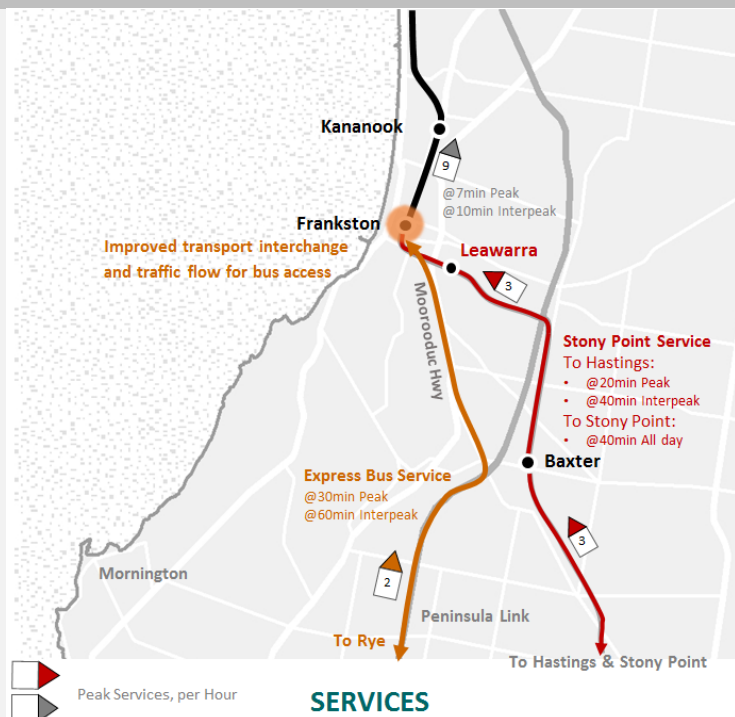 Kananook
9
@7min Peak
@10min Interpeak
Frankston
Improved transport interchange
and traffic flow for bus access
Leawarra
3
Moorooduc Hwy
Stony Point Service
To Hastings:
• @20min Peak
• @40min Interpeak
To Stony Point:
• @40min All day
Baxter
Express Bus Service
@30min Peak
@60min Interpeak
3
Mornington
2
Peninsula Link
To Rye
To Hastings & Stony Point
Peak Services, per Hour
SERVICES